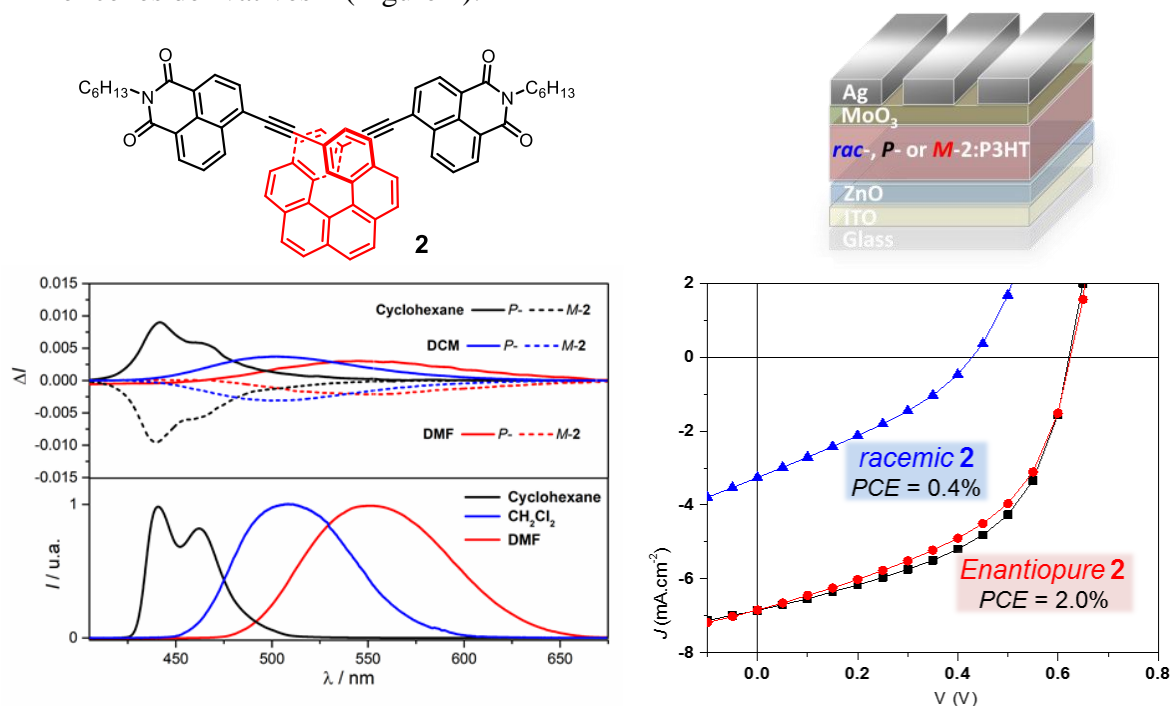 derivatives (Figure
O
C6H13
N
O
O
N
C6H13
O
2
Ag
MoO3
rac-, P- or M-2:P3HT
ZnO
ITO
Glass
0.015
0.010
0.005
0.000
-0.005
-0.010
-0.015
ΔI
Cyclohexane P- M-2
DCM P- M-2
DMF P- M-2
1
0
I / u.a.
Cyclohexane
CH2Cl2
DMF
450 500 550 600 650
λ / nm
2
0
-2
-4
-6
-8
J (mA.cm-2)
racemic 2
PCE = 0.4%
Enantiopure 2
PCE = 2.0%
0.0 0.2 0.4 0.6 0.8
V (V)